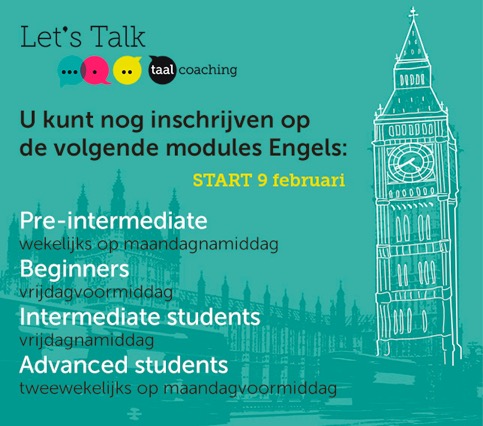 Let's Talk
taal coaching
U kunt nog inschrijven op
de volgende modules Engels:
START 9 februari
Pre-intermediate
wekelijks op maandagnamiddag
Beginners
vrijdagvoormiddag
Intermediate students
vrijdagnamiddag
Advanced students
tweewekelijks op maandagvoormiddag